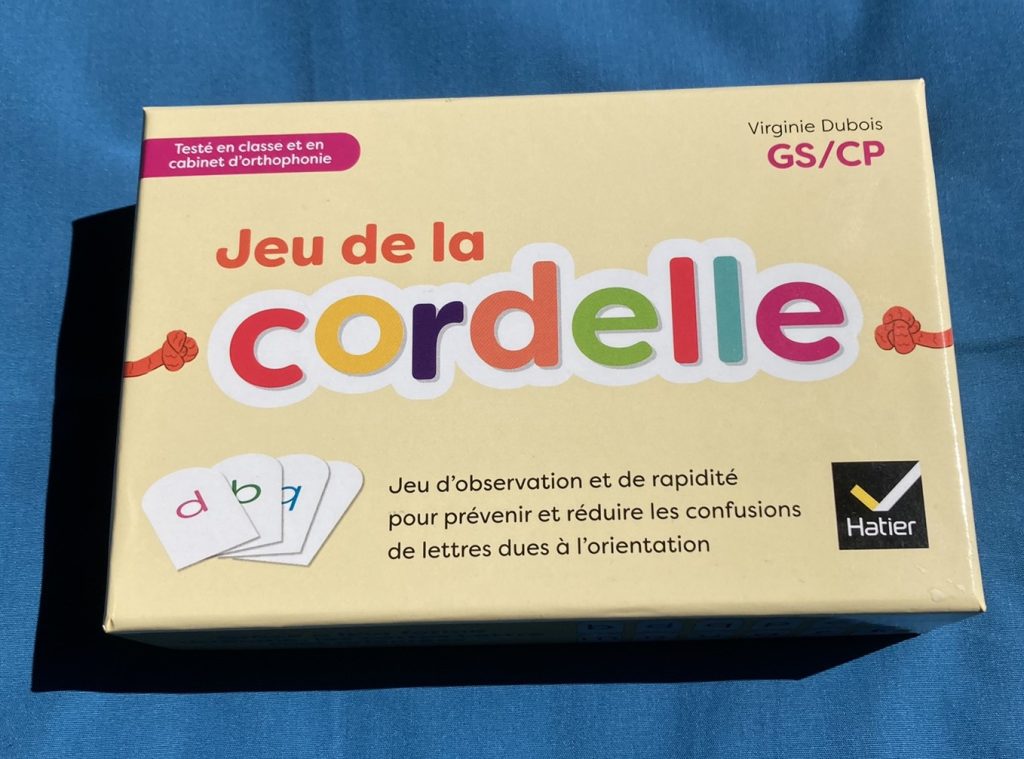 Testé en classe et en
cabinet d'orthophonie
Virginie Dubois
GS/CP
Jeu de la
cordelle
d
b
q
Jeu d'observation et de rapidité
pour prévenir et réduire les confusions
de lettres dues à l'orientation
Hatier